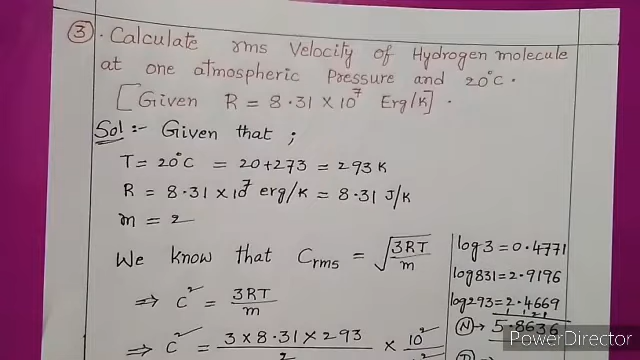 ③. Calculate rms Velocity of Hydrogen molecule
at one atmospheric Pressure and 20°C.
[Given R = 8.31 × 10⁷ Erg/K].
Sol :- Given that ;
T = 20°C = 20+273 = 293 K
R = 8.31 × 10⁷ erg/K = 8.31 J/K
m = 2
We know that C_rms = √(3RT/m)
⇒ C² = 3RT/m
⇒ C² = (3 × 8.31 × 293)/2 × 10²
log 3 = 0.4771
log 831 = 2.9196
log 293 = 2.4669
Ⓝ → 5.8636
PowerDirector